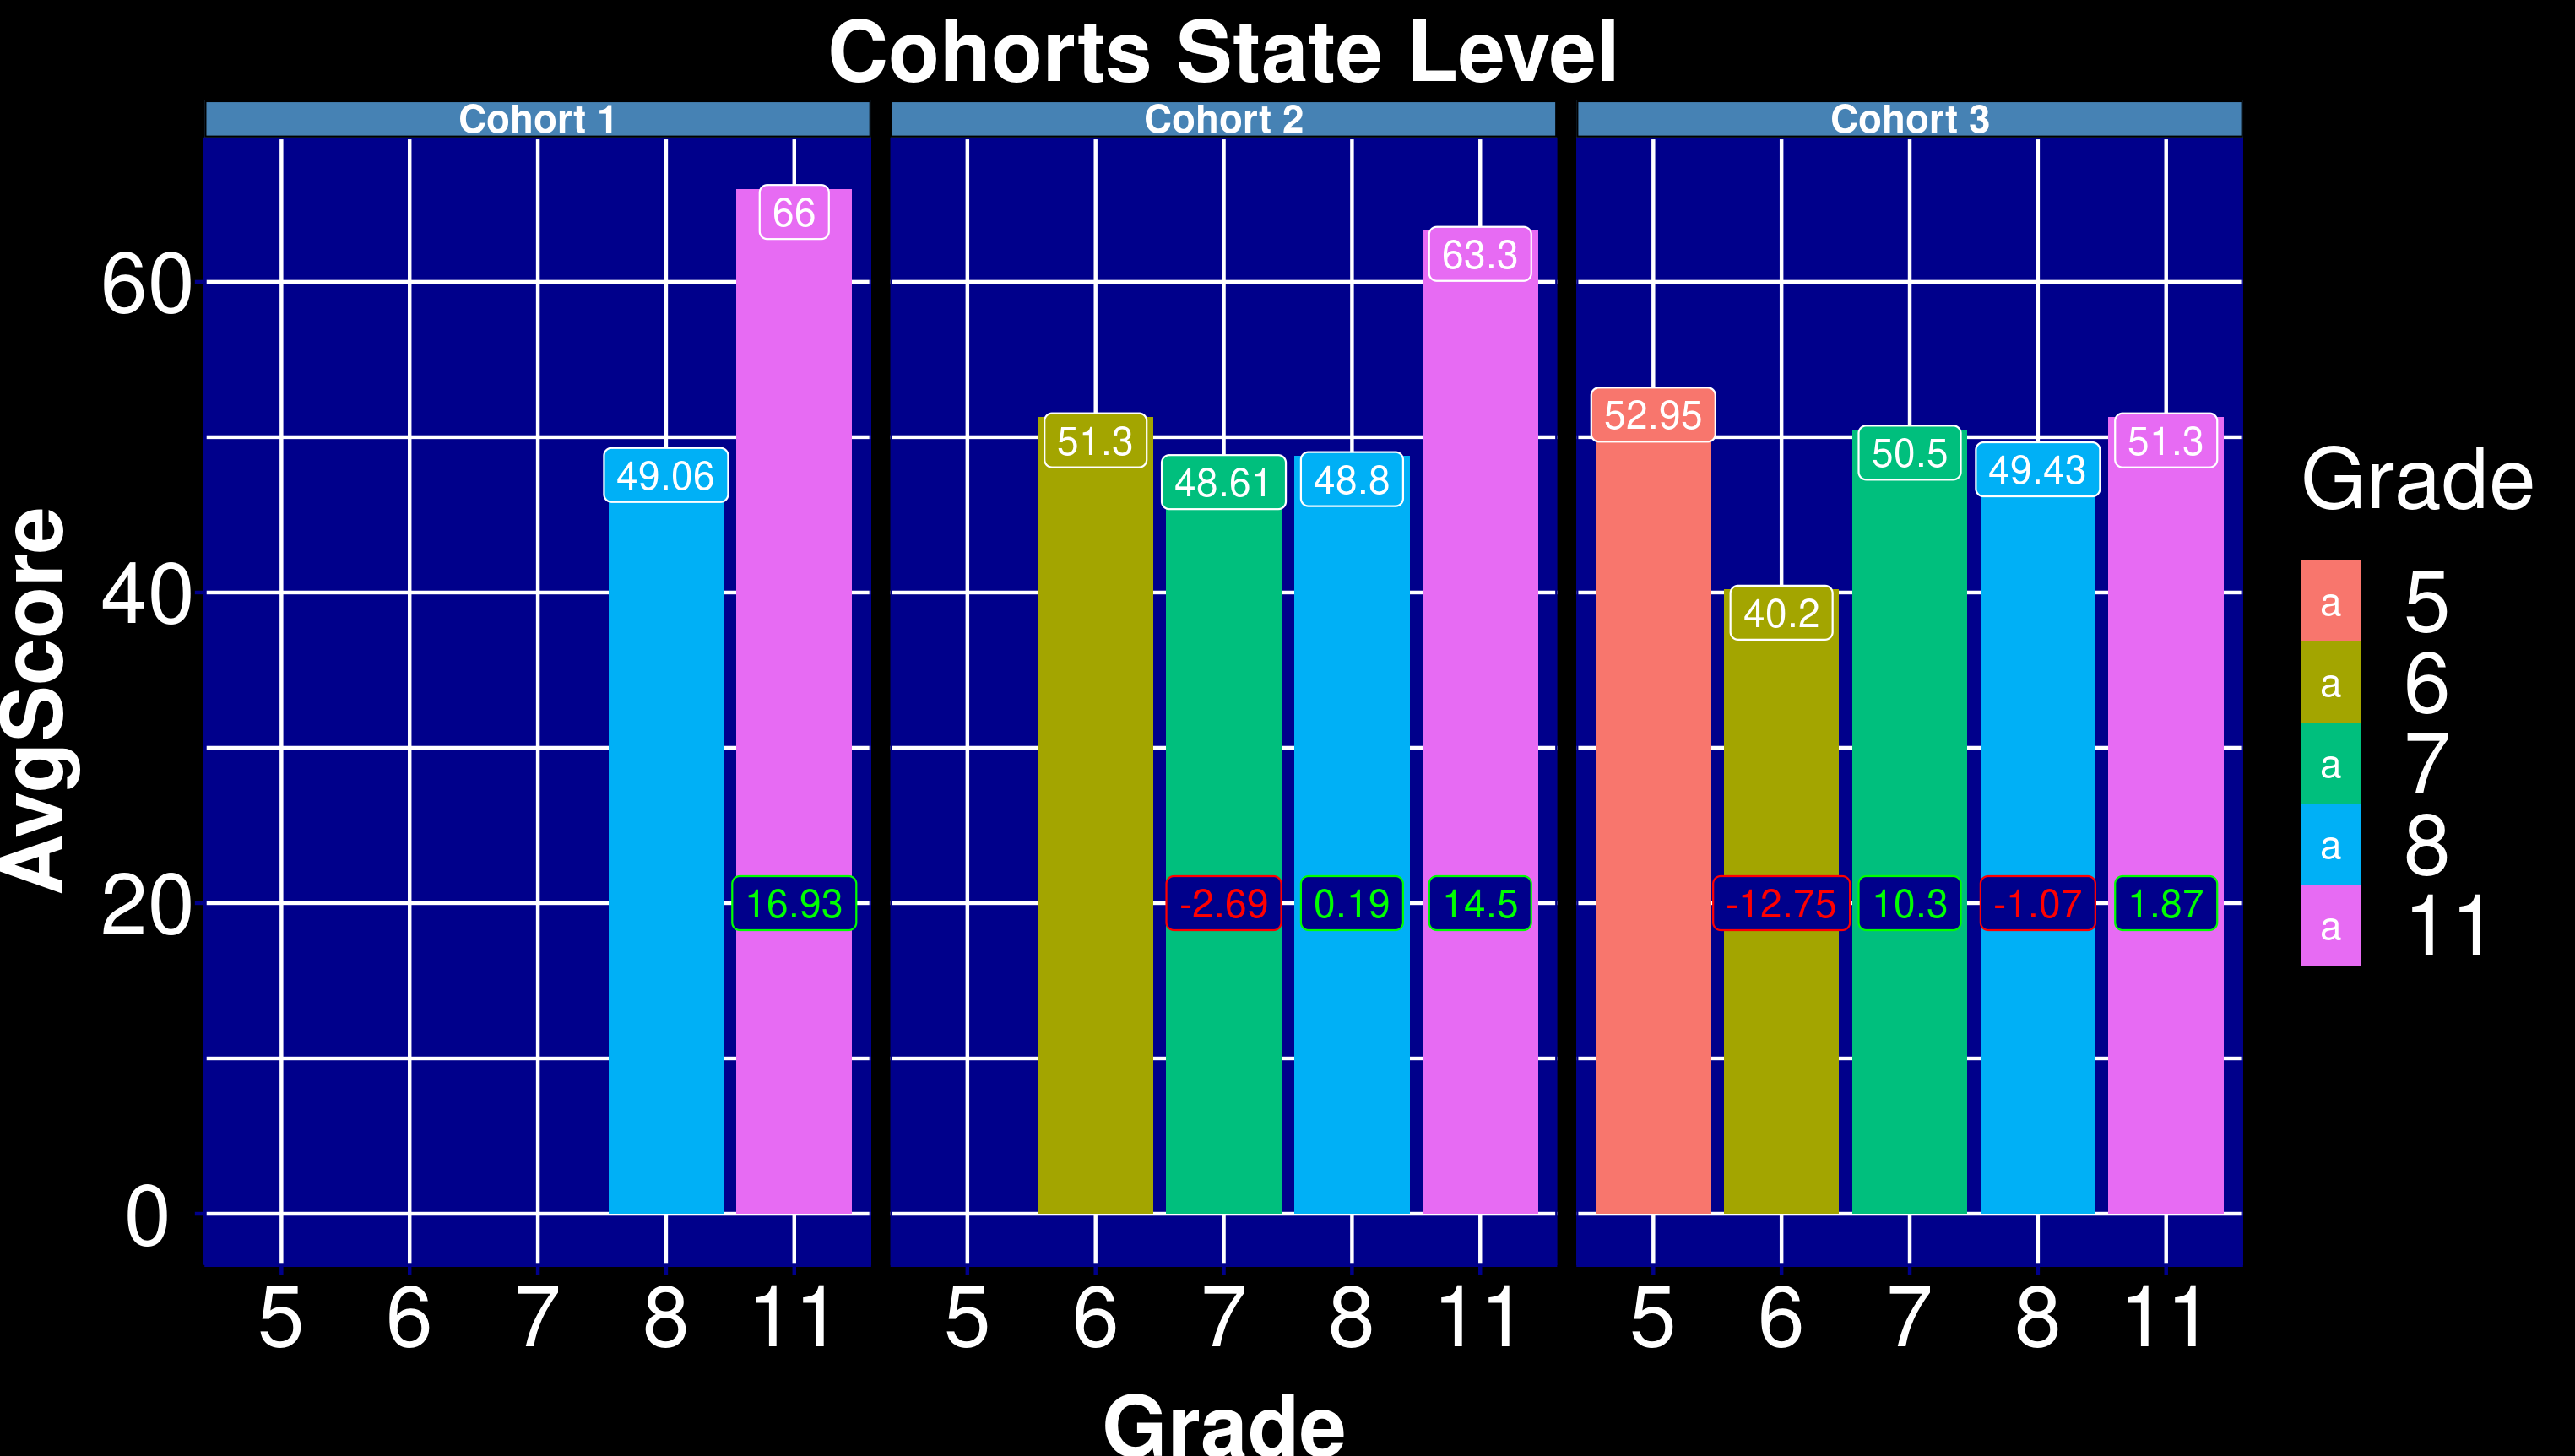 Cohorts State Level
Cohort 1 Cohort 2 Cohort 3
AvgScore
60
40
20
0
49.06 66
16.93
51.3 48.61 48.8 63.3
-2.69 0.19 14.5
52.95 40.2 50.5 49.43 51.3
-12.75 10.3 -1.07 1.87
5 6 7 8 11 5 6 7 8 11 5 6 7 8 11
Grade
Grade
a 5
a 6
a 7
a 8
a 11